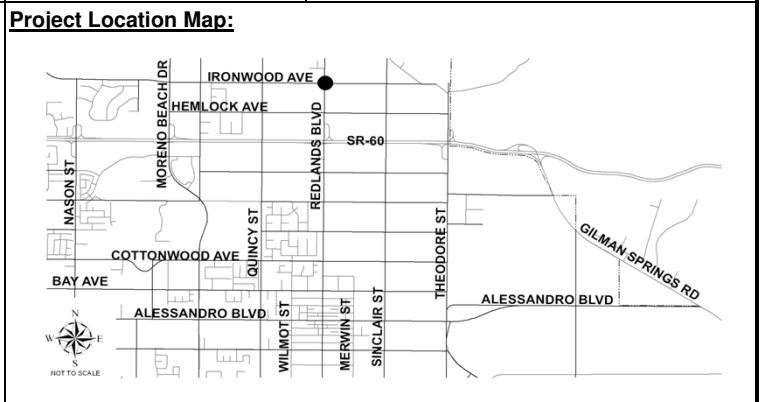 Project Location Map:
IRONWOOD AVE
MORENO BEACH DR
HEMLOCK AVE
REDLANDS BLVD
SR-60
NASON ST
QUINCY ST
THEODORE ST
GILMAN SPRINGS RD
COTTONWOOD AVE
BAY AVE
ALESSANDRO BLVD
ALESSANDRO BLVD
WILMOT ST
MERWIN ST
SINCLAIR ST
N
W E
S
NOT TO SCALE